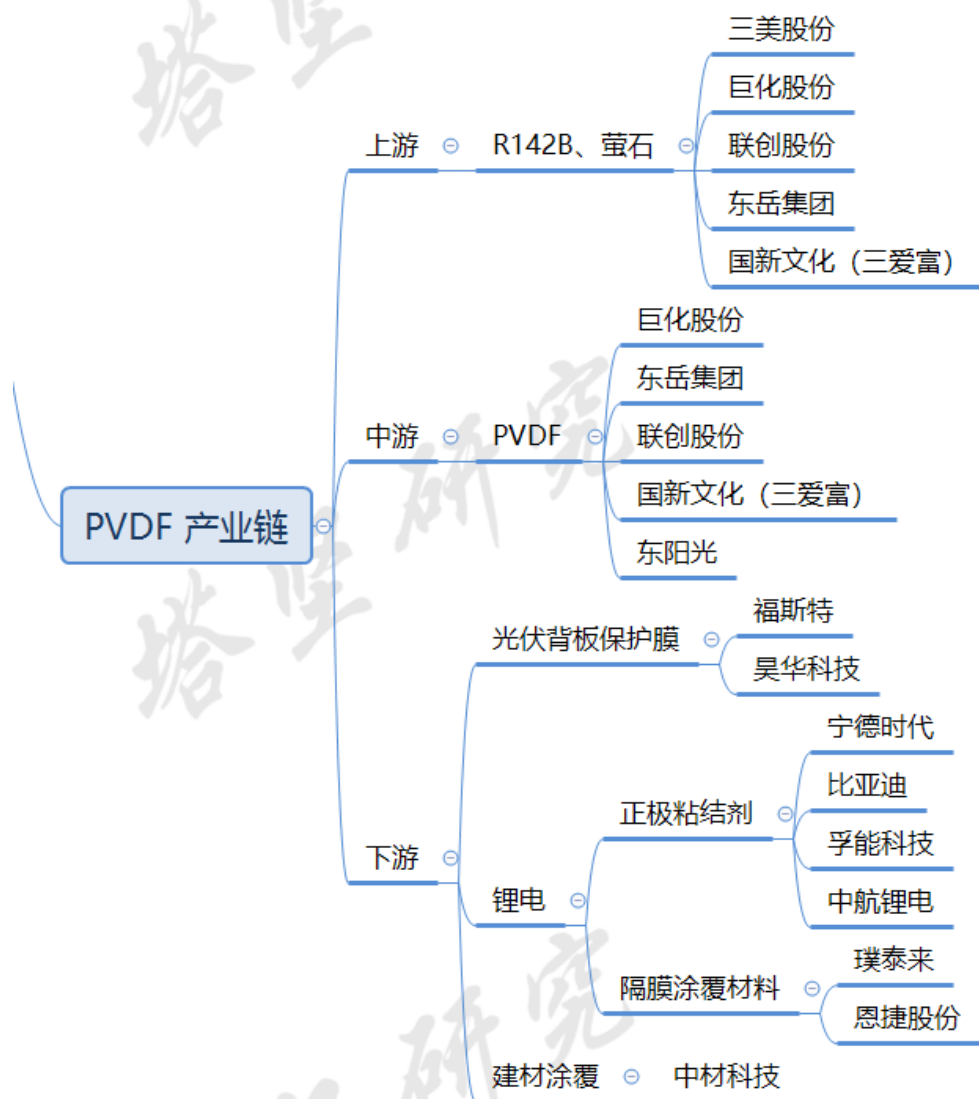 三美股份
巨化股份
上游
R142B、萤石
联创股份
东岳集团
国新文化（三爱富）
巨化股份
东岳集团
中游
PVDF
联创股份
国新文化（三爱富）
PVDF 产业链
东阳光
福斯特
光伏背板保护膜
昊华科技
宁德时代
比亚迪
正极粘结剂
孚能科技
下游
锂电
中航锂电
璞泰来
隔膜涂覆材料
恩捷股份
建材涂覆
中材科技
塔坚研究